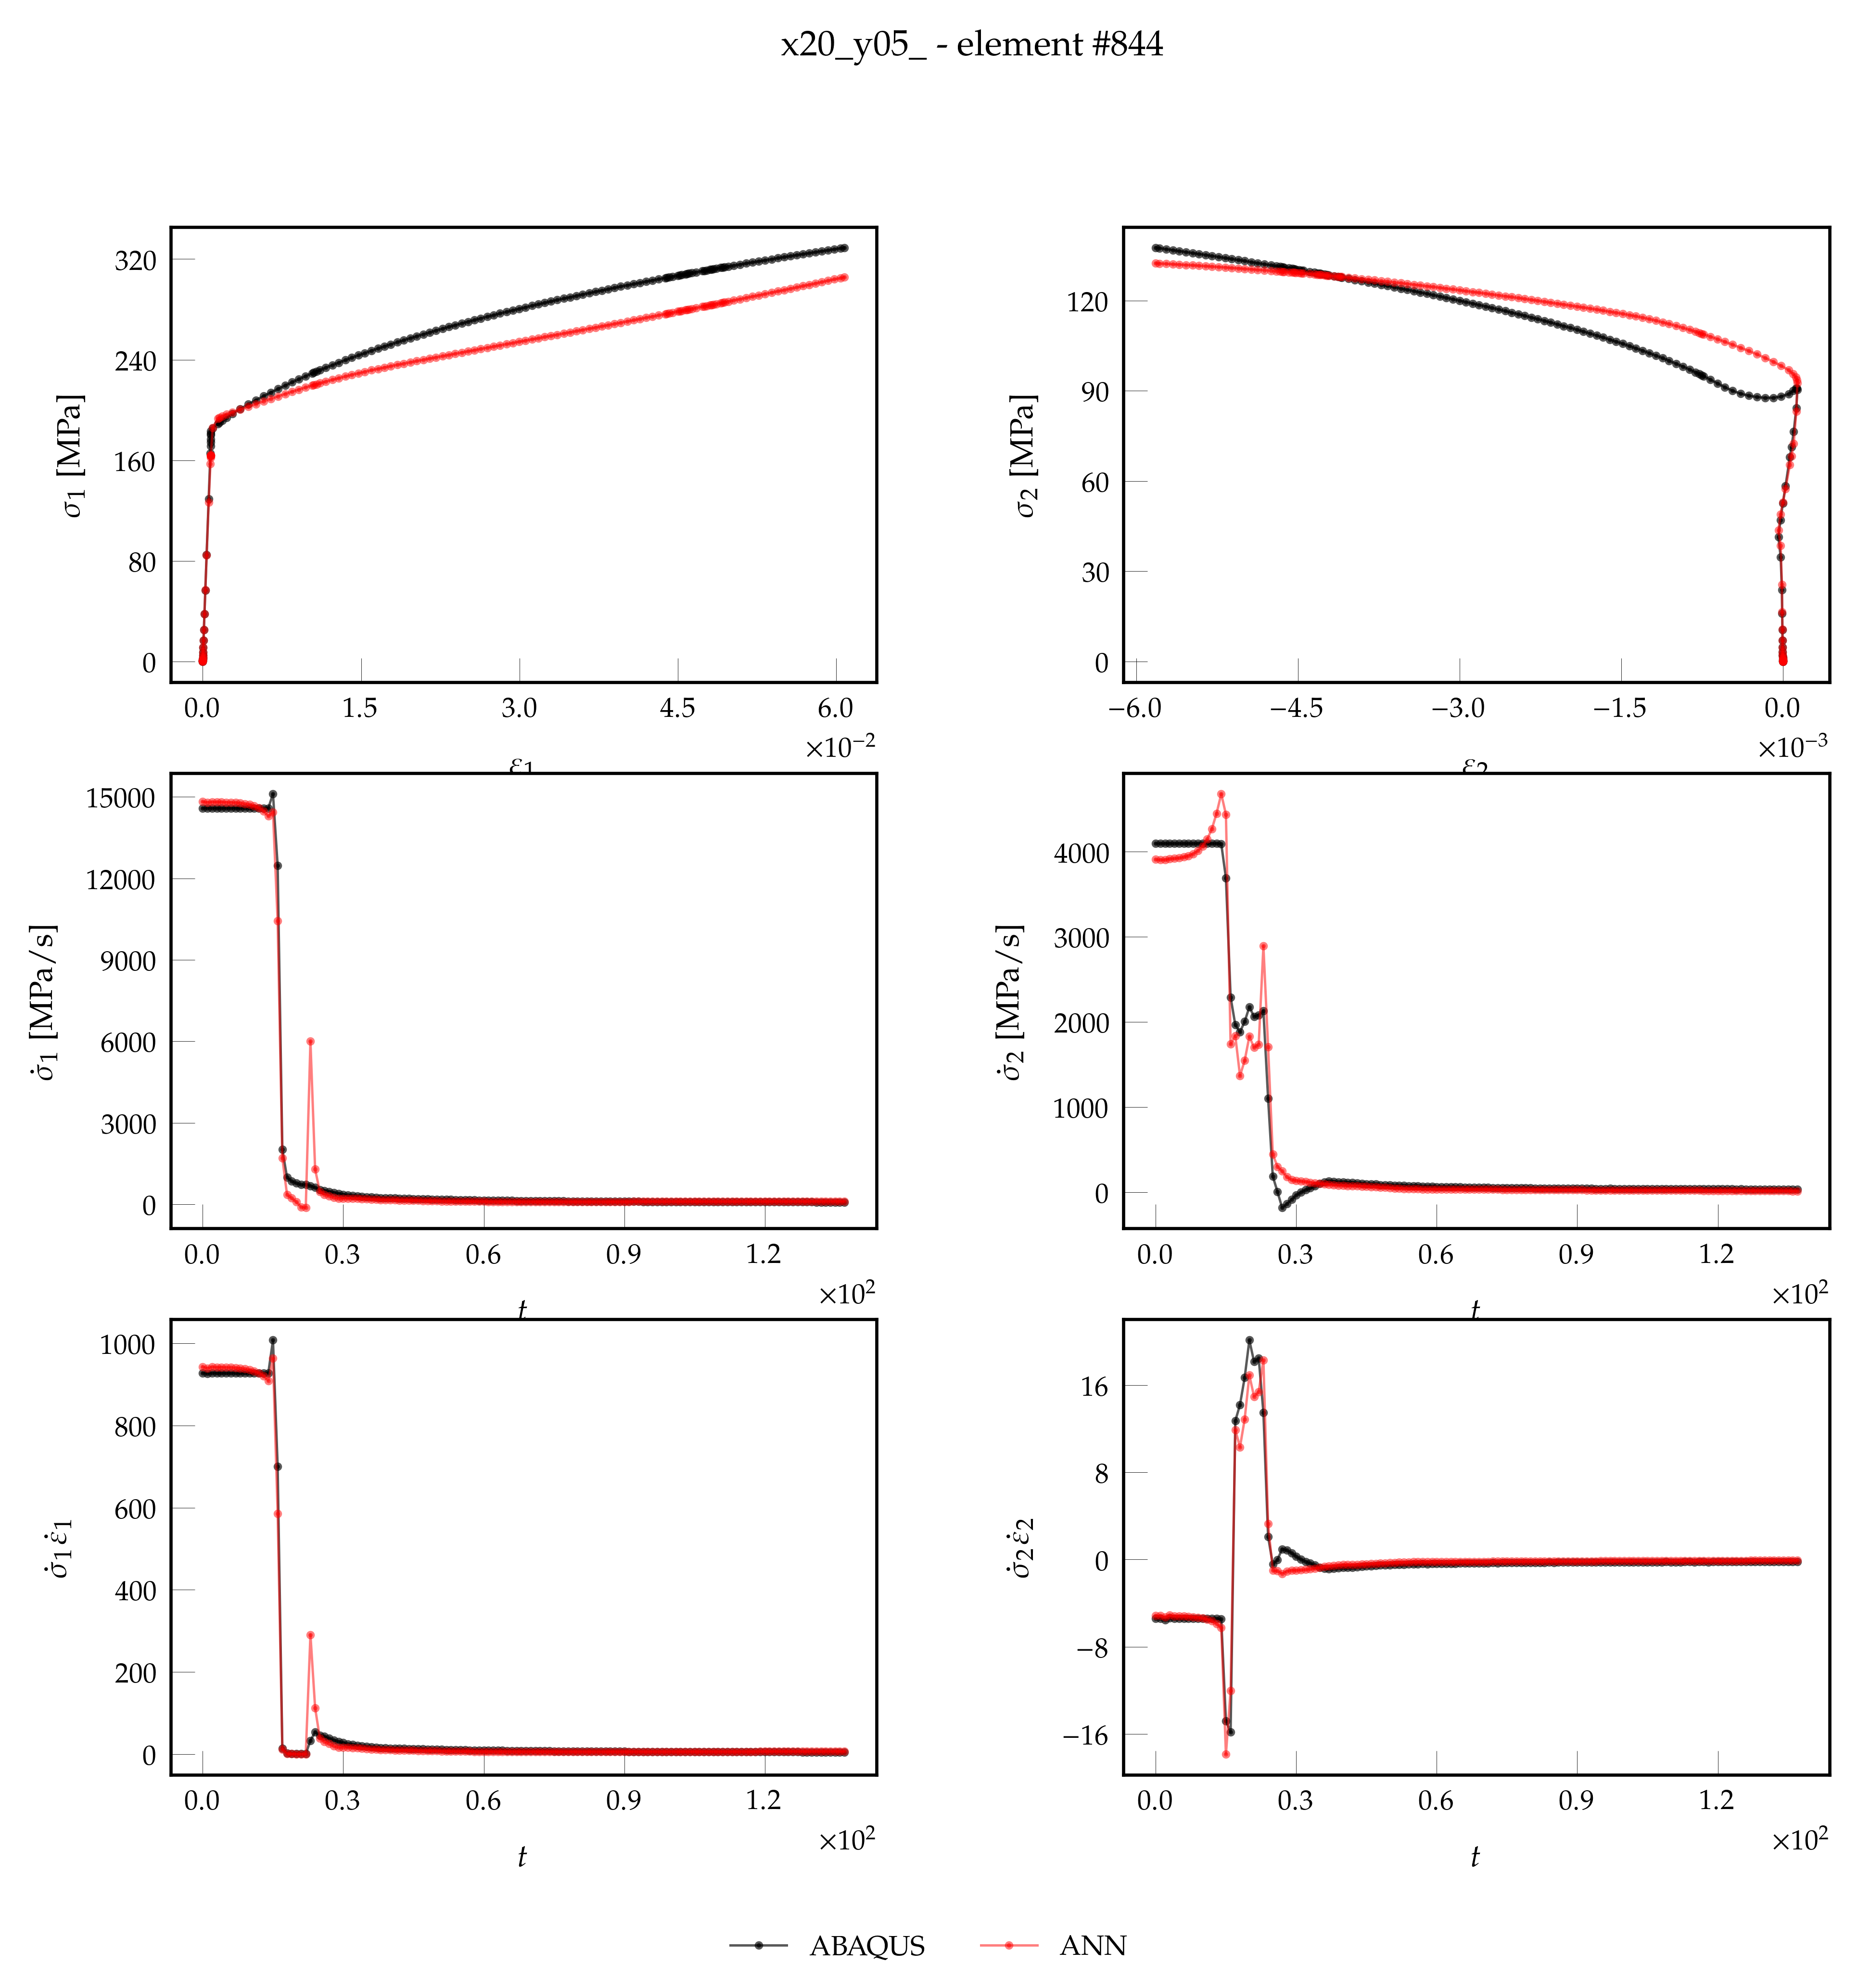 x20_y05_ - element #844
σ₁ [MPa]
320
240
160
80
0
0.0 1.5 3.0 4.5 6.0
×10⁻²
ε₁
σ₂ [MPa]
120
90
60
30
0
−6.0 −4.5 −3.0 −1.5 0.0
×10⁻³
ε₂
σ̇₁ [MPa/s]
15000
12000
9000
6000
3000
0
0.0 0.3 0.6 0.9 1.2
×10²
t
σ̇₂ [MPa/s]
4000
3000
2000
1000
0
0.0 0.3 0.6 0.9 1.2
×10²
t
σ̇₁ε̇₁
1000
800
600
400
200
0
0.0 0.3 0.6 0.9 1.2
×10²
t
σ̇₂ε̇₂
16
8
0
−8
−16
0.0 0.3 0.6 0.9 1.2
×10²
t
ABAQUS ANN